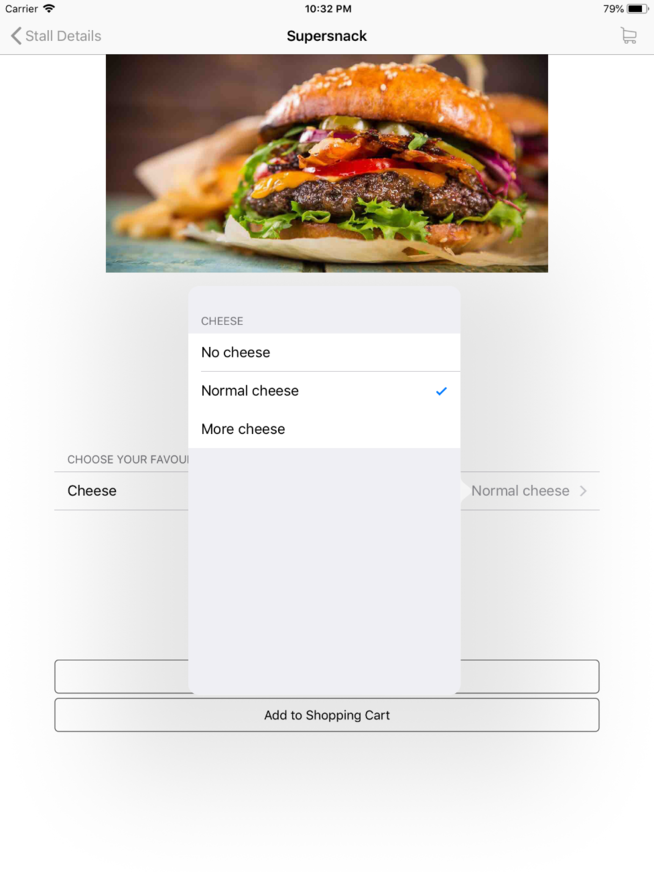 Carrier 10:32 PM 79%
Stall Details Supersnack
CHEESE
No cheese
Normal cheese
More cheese
CHOOSE YOUR
Cheese Normal cheese
Add to Shopping Cart